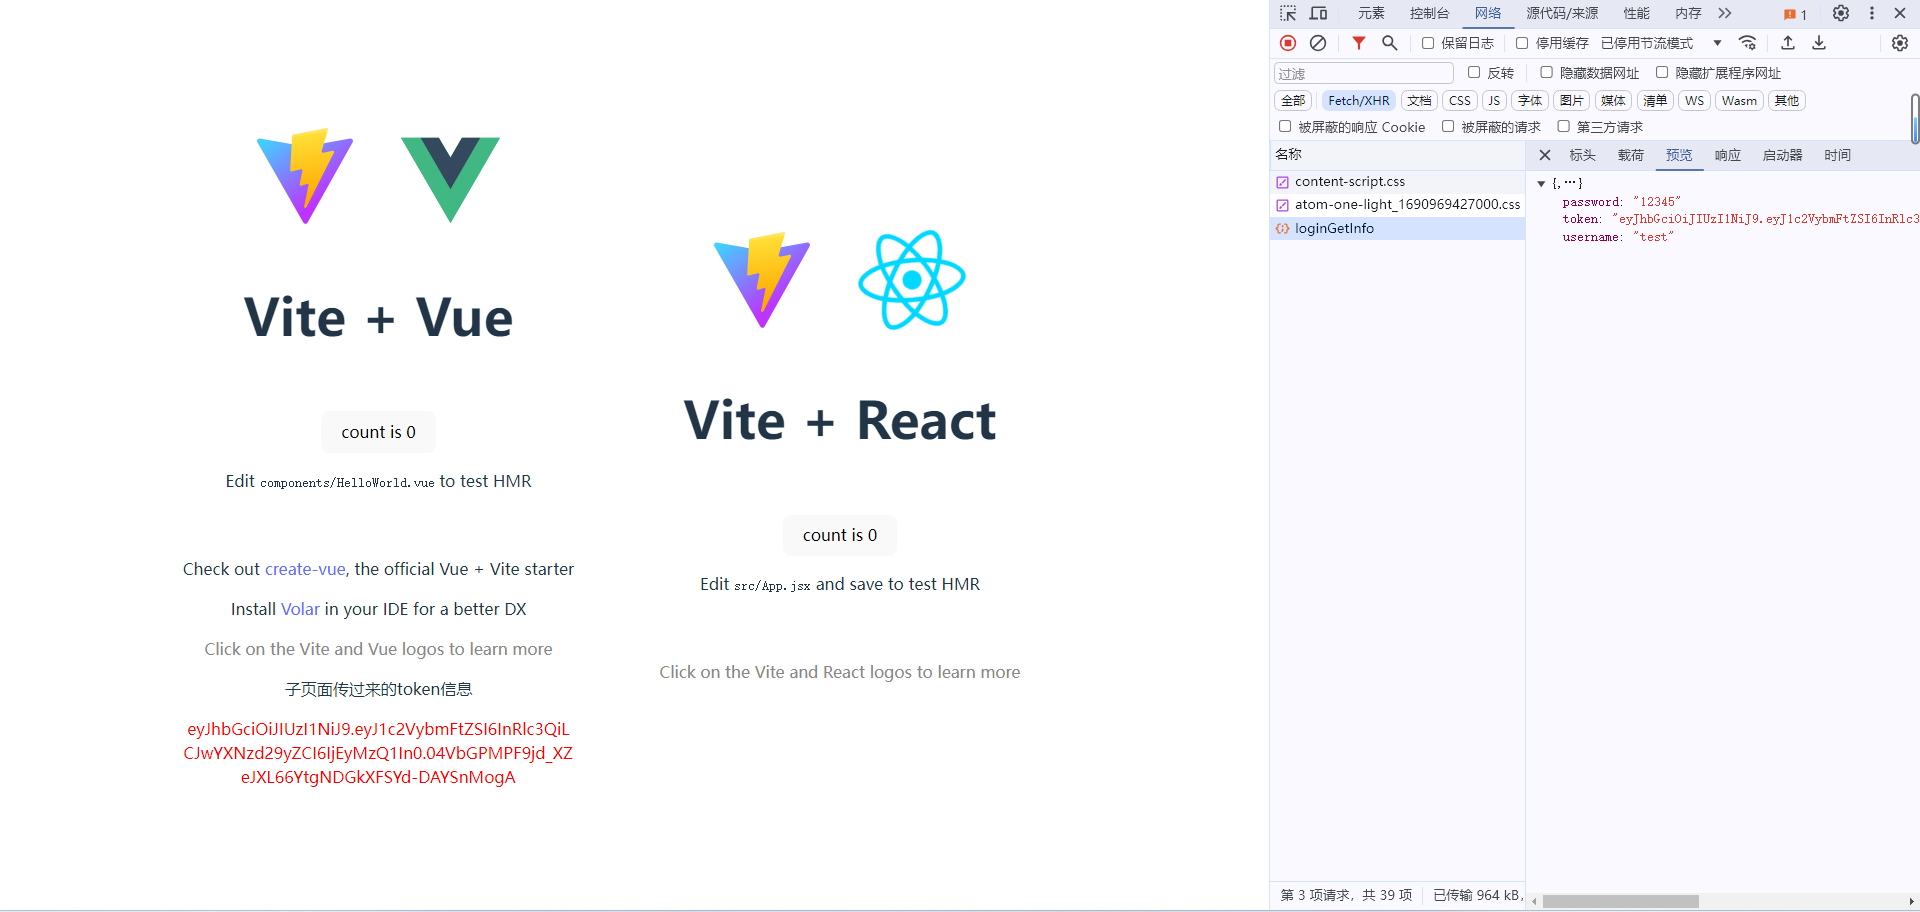 Vite + Vue
count is 0
Edit components/HelloWorld.vue to test HMR
Check out create-vue, the official Vue + Vite starter
Install Volar in your IDE for a better DX
Click on the Vite and Vue logos to learn more
子页面传过来的token信息
eyJhbGciOiJIUzI1NiJ9.eyJ1c2VybmFtZSI6InRlc3QiL
CJwYXNzd29yZCI6IjEyMzQ1In0.04VbGPMPF9jd_XZ
eJXL66YtgNDGkXFSYd-DAYSnMogA
Vite + React
count is 0
Edit src/App.jsx and save to test HMR
Click on the Vite and React logos to learn more
元素 控制台 网络 源代码/来源 性能 内存 1
保留日志 停用缓存 已停用节流模式
过滤 反转 隐藏数据网址 隐藏扩展程序网址
全部 Fetch/XHR 文档 CSS JS 字体 图片 媒体 清单 WS Wasm 其他
被屏蔽的响应 Cookie 被屏蔽的请求 第三方请求
名称
content-script.css
atom-one-light_1690969427000.css
loginGetInfo
标头 载荷 预览 响应 启动器 时间
{,…}
password: "12345"
token: "eyJhbGciOiJIUzI1NiJ9.eyJ1c2VybmFtZSI6InRlc3
username: "test"
第 3 项请求，共 39 项 已传输 964 kB，